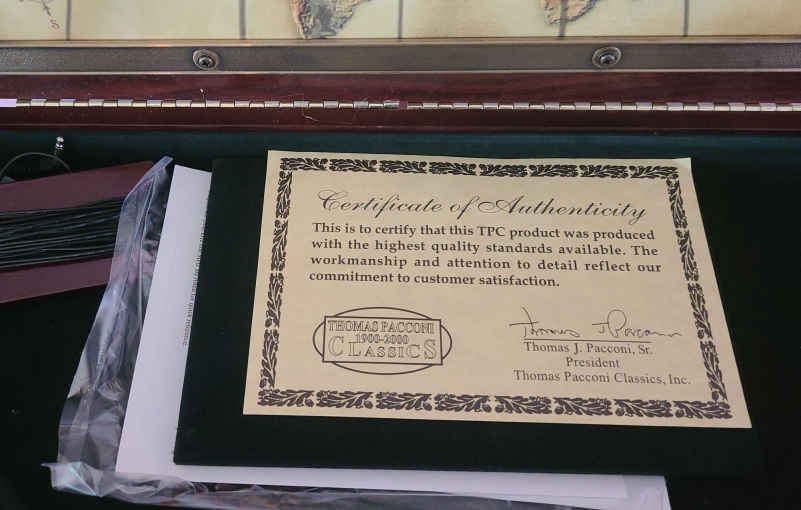 Certificate of Authenticity
This is to certify that this TPC product was produced
with the highest quality standards available. The
workmanship and attention to detail reflect our
commitment to customer satisfaction.
THOMAS PACCONI
1900-2000
CLASSICS
Thomas J. Pacconi
Thomas J. Pacconi, Sr.
President
Thomas Pacconi Classics, Inc.